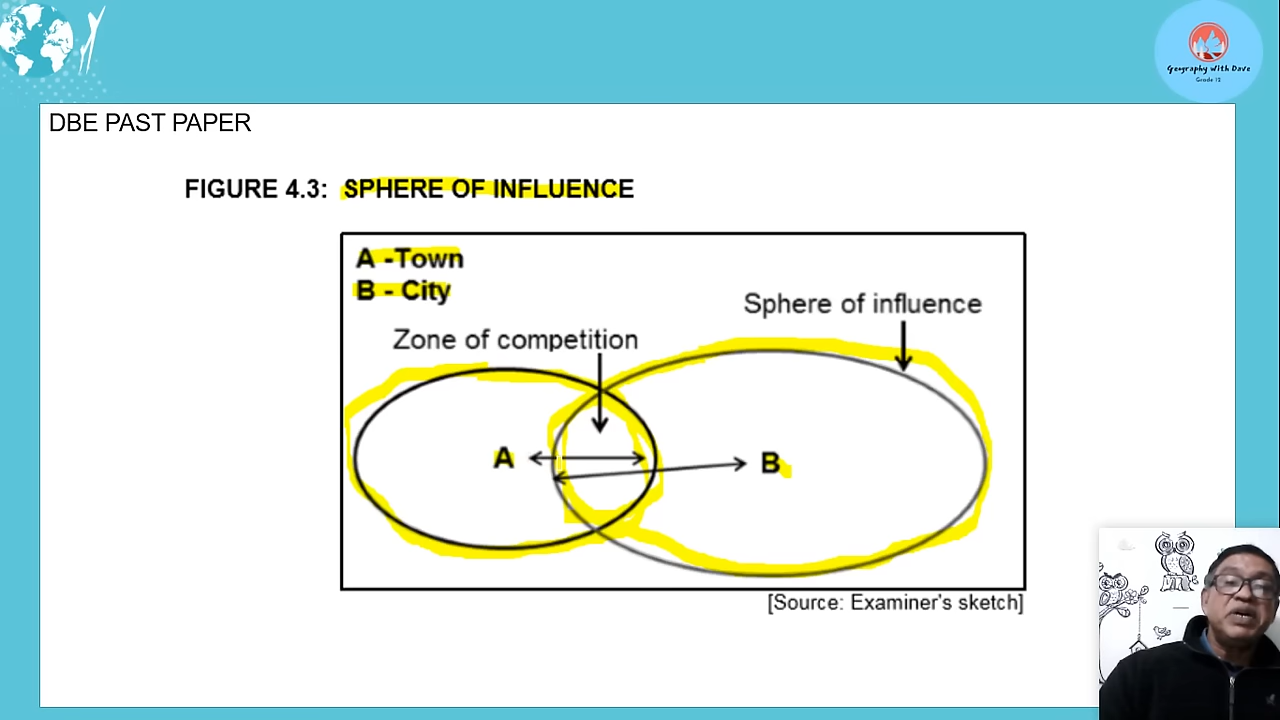 Geography With Dave
Grade 12
DBE PAST PAPER
FIGURE 4.3: SPHERE OF INFLUENCE
A -Town
B - City
Sphere of influence
Zone of competition
A
B
[Source: Examiner's sketch]